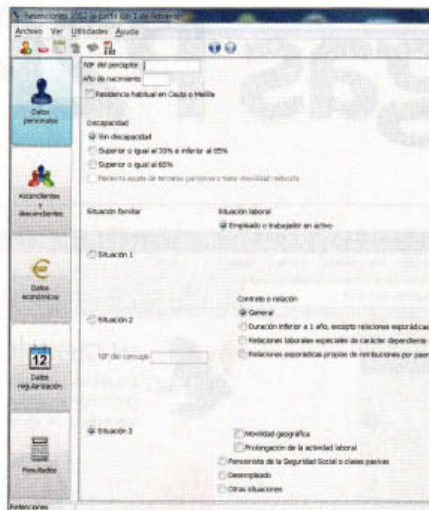 Retenciones 2012 (a partir del 1 de febrero)
Archivo Ver Utilidades Ayuda
NIF del perceptor
Año de nacimiento
Residencia habitual en Ceuta o Melilla
Datos personales
Discapacidad
Sin discapacidad
Superior o igual al 33% e inferior al 65%
Superior o igual al 65%
Necesita ayuda de terceras personas o tiene movilidad reducida
Ascendientes y descendientes
Situación familiar
Situación laboral
Empleado o trabajador en activo
Situación 1
Datos económicos
Contrato o relación
General
Situación 2
Duración inferior a 1 año, excepto relaciones esporádicas
Relaciones laborales especiales de carácter dependiente
NIF del cónyuge
Relaciones esporádicas propias de retribuciones por peon
12
Datos regularización
Situación 3
Movilidad geográfica
Prolongación de la actividad laboral
Pensionista de la Seguridad Social o clases pasivas
Desempleado
Otras situaciones
Resultados
Retenciones